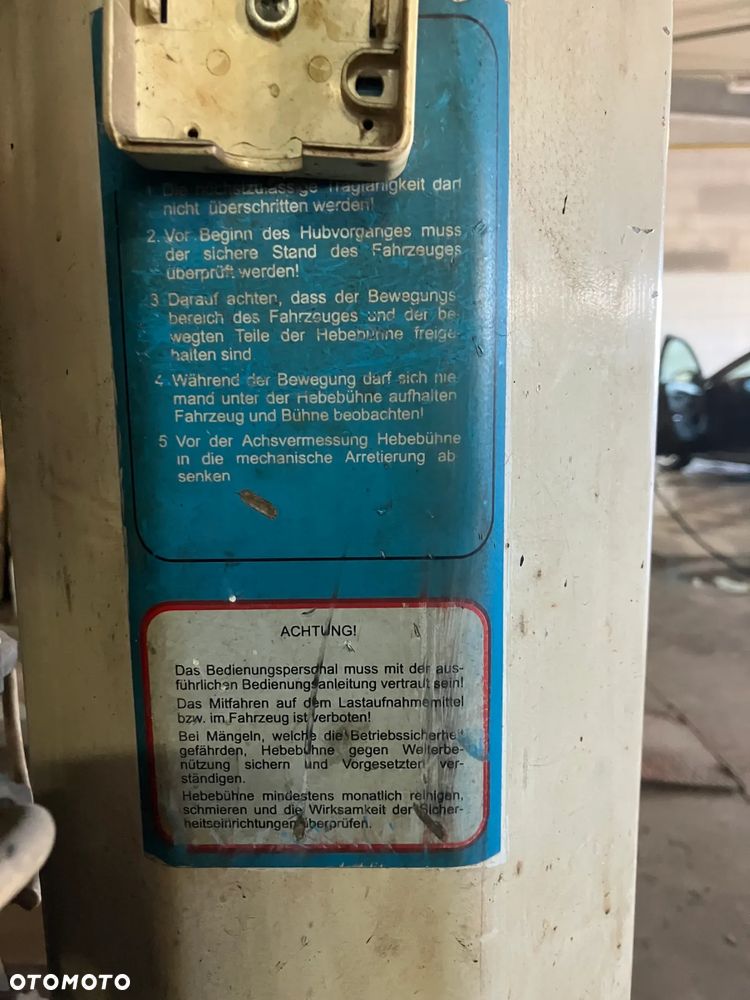 1. Die höchstzulässige Tragfähigkeit darf
nicht überschritten werden!
2. Vor Beginn des Hubvorganges muss
der sichere Stand des Fahrzeuges
überprüft werden!
3 Darauf achten, dass der Bewegungs
bereich des Fahrzeuges und der be
wegten Teile der Hebebühne freige
halten sind
4 Während der Bewegung darf sich nie
mand unter der Hebebühne aufhalten
Fahrzeug und Bühne beobachten!
5 Vor der Achsvermessung Hebebühne
in die mechanische Arretierung ab
senken
ACHTUNG!
Das Bedienungspersonal muss mit der aus-
führlichen Bedienungsanleitung vertraut sein!
Das Mitfahren auf dem Lastaufnahmemittel
bzw. im Fahrzeug ist verboten!
Bei Mängeln, welche die Betriebssicherheit
gefährden, Hebebühne gegen Weiterbe-
nützung sichern und Vorgesetzten ver-
ständigen.
Hebebühne mindestens monatlich reinigen,
schmieren und die Wirksamkeit der Sicher-
heitseinrichtungen überprüfen.
OTOMOTO